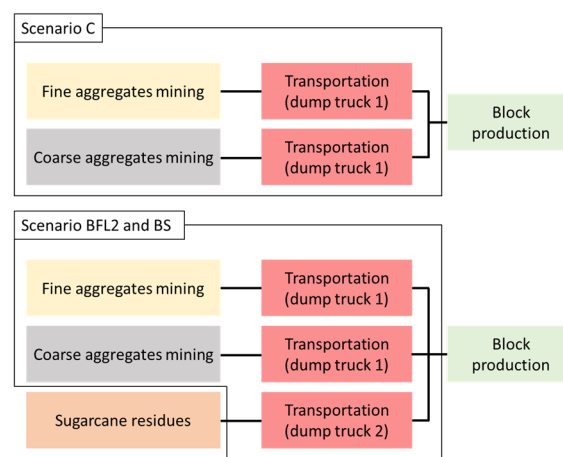 Scenario C
Fine aggregates mining
Transportation
(dump truck 1)
Coarse aggregates mining
Transportation
(dump truck 1)
Block
production
Scenario BFL2 and BS
Fine aggregates mining
Transportation
(dump truck 1)
Coarse aggregates mining
Transportation
(dump truck 1)
Block
production
Sugarcane residues
Transportation
(dump truck 2)